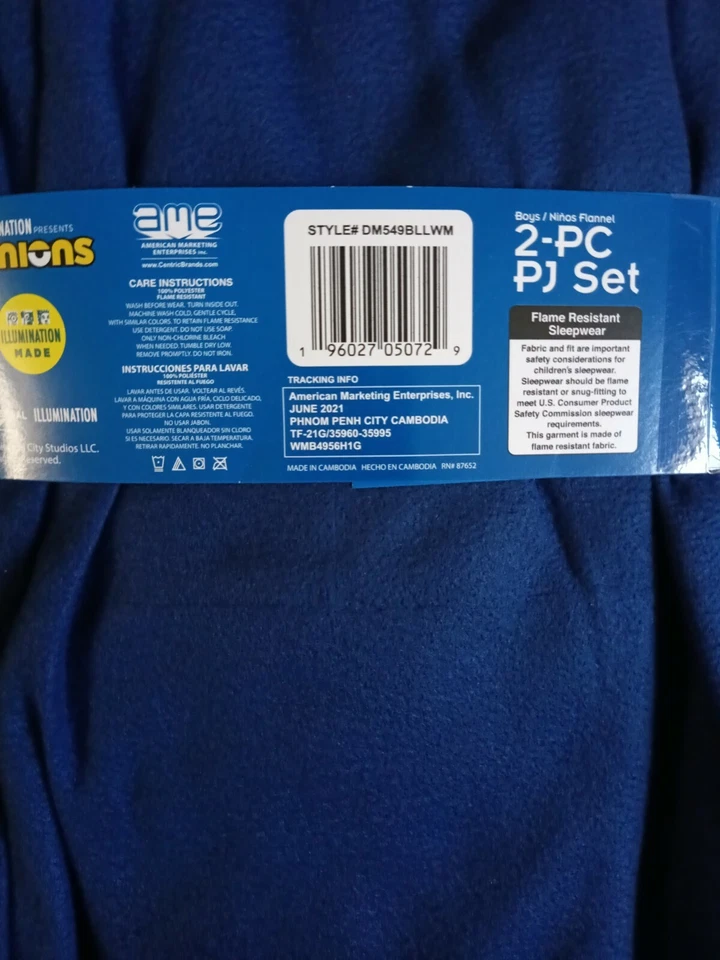 NATION PRESENTS
nions
ILLUMINATION
MADE
AL ILLUMINATION
City Studios LLC.
served.
ame
AMERICAN MARKETING
ENTERPRISES INC.
www.CentricBrands.com
CARE INSTRUCTIONS
100% POLYESTER
FLAME RESISTANT
WASH BEFORE WEAR. TURN INSIDE OUT.
MACHINE WASH COLD, GENTLE CYCLE,
WITH SIMILAR COLORS. TO RETAIN FLAME RESISTANCE
USE DETERGENT. DO NOT USE SOAP.
ONLY NON-CHLORINE BLEACH
WHEN NEEDED. TUMBLE DRY LOW.
REMOVE PROMPTLY. DO NOT IRON.
INSTRUCCIONES PARA LAVAR
100% POLIÉSTER
RESISTENTE AL FUEGO
LAVAR ANTES DE USAR. VOLTEAR AL REVÉS.
LAVAR A MÁQUINA CON AGUA FRÍA, CICLO DELICADO,
Y CON COLORES SIMILARES. USAR DETERGENTE
PARA PROTEGER LA CAPA RESISTENTE AL FUEGO.
NO USAR JABON.
USAR SOLAMENTE BLANQUEADOR SIN CLORO
SI ES NECESARIO. SECAR A BAJA TEMPERATURA.
RETIRAR RAPIDAMENTE. NO PLANCHAR.
STYLE# DM549BLLWM
1 96027 05072 9
TRACKING INFO
American Marketing Enterprises, Inc.
JUNE 2021
PHNOM PENH CITY CAMBODIA
TF-21G/35960-35995
WMB4956H1G
MADE IN CAMBODIA HECHO EN CAMBODIA RN# 87652
Boys / Niños Flannel
2-PC
PJ Set
Flame Resistant
Sleepwear
Fabric and fit are important
safety considerations for
children's sleepwear.
Sleepwear should be flame
resistant or snug-fitting to
meet U.S. Consumer Product
Safety Commission sleepwear
requirements.
This garment is made of
flame resistant fabric.